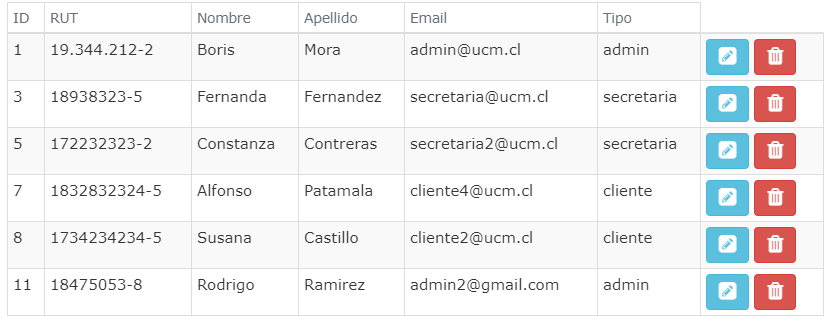 ID RUT Nombre Apellido Email Tipo
1 19.344.212-2 Boris Mora admin@ucm.cl admin
3 18938323-5 Fernanda Fernandez secretaria@ucm.cl secretaria
5 172232323-2 Constanza Contreras secretaria2@ucm.cl secretaria
7 1832832324-5 Alfonso Patamala cliente4@ucm.cl cliente
8 1734234234-5 Susana Castillo cliente2@ucm.cl cliente
11 18475053-8 Rodrigo Ramirez admin2@gmail.com admin